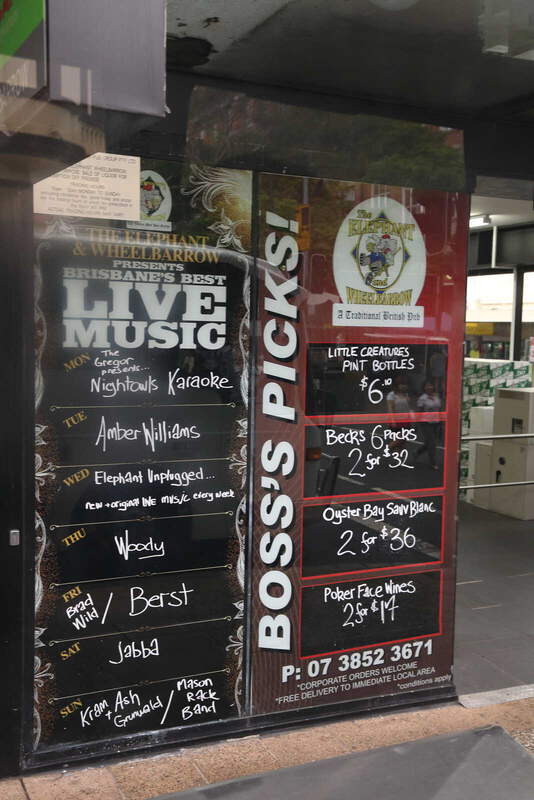 THE ELEPHANT
& WHEELBARROW
PRESENTS
BRISBANE'S BEST
LIVE
MUSIC
MON The
Gregor
presents...
Nightowls Karaoke
TUE
Amber Williams
WED Elephant Unplugged...
new + original LIVE music every week
THU
Woody
FRI
Brad
Wild / Berst
SAT
Jabba
SUN
Kram Ash
+ Grunwald / Mason
Rack
Band
BOSS'S PICKS!
The
ELEPHANT
and
WHEELBARROW
A Traditional British Pub
LITTLE CREATURES
PINT BOTTLES
$6.10
Becks 6 Packs
2 for $32
Oyster Bay Sauv Blanc
2 for $36
Poker Face Wines
2 for $14
P: 07 3852 3671
*CORPORATE ORDERS WELCOME
*FREE DELIVERY TO IMMEDIATE LOCAL AREA
*conditions apply